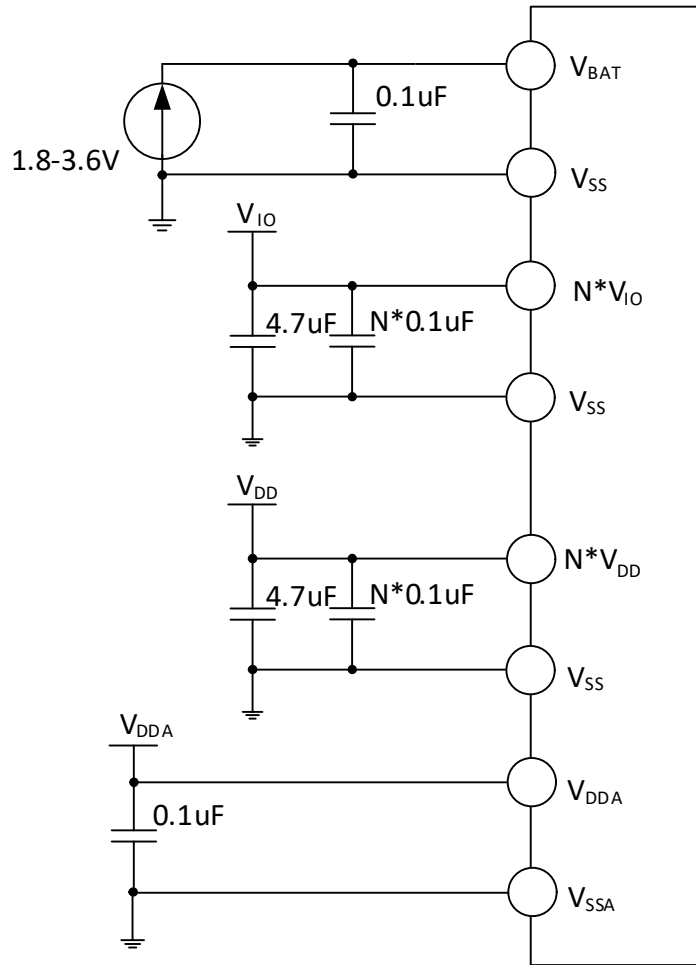 V_BAT
0.1uF
1.8-3.6V
V_SS
V_IO
N*V_IO
4.7uF N*0.1uF
V_SS
V_DD
N*V_DD
4.7uF N*0.1uF
V_SS
V_DDA
V_DDA
0.1uF
V_SSA